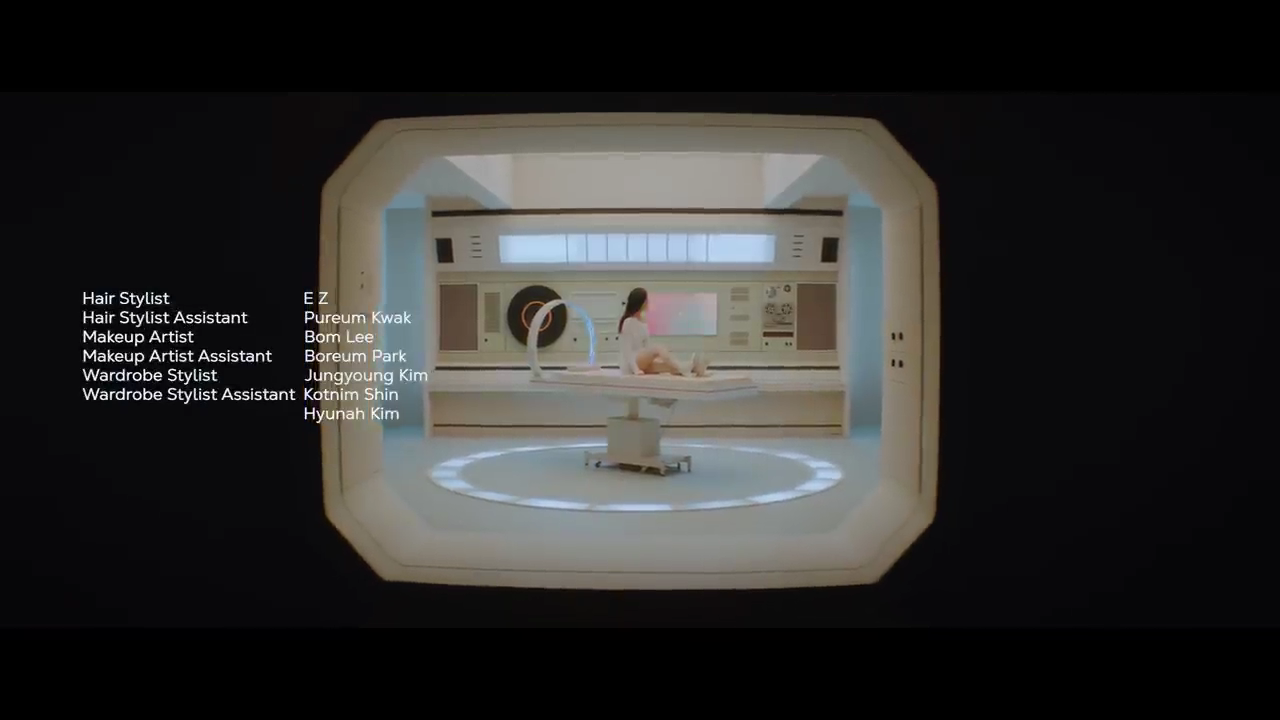 Hair Stylist E Z
Hair Stylist Assistant Pureum Kwak
Makeup Artist Bom Lee
Makeup Artist Assistant Boreum Park
Wardrobe Stylist Jungyoung Kim
Wardrobe Stylist Assistant Kotnim Shin
Hyunah Kim